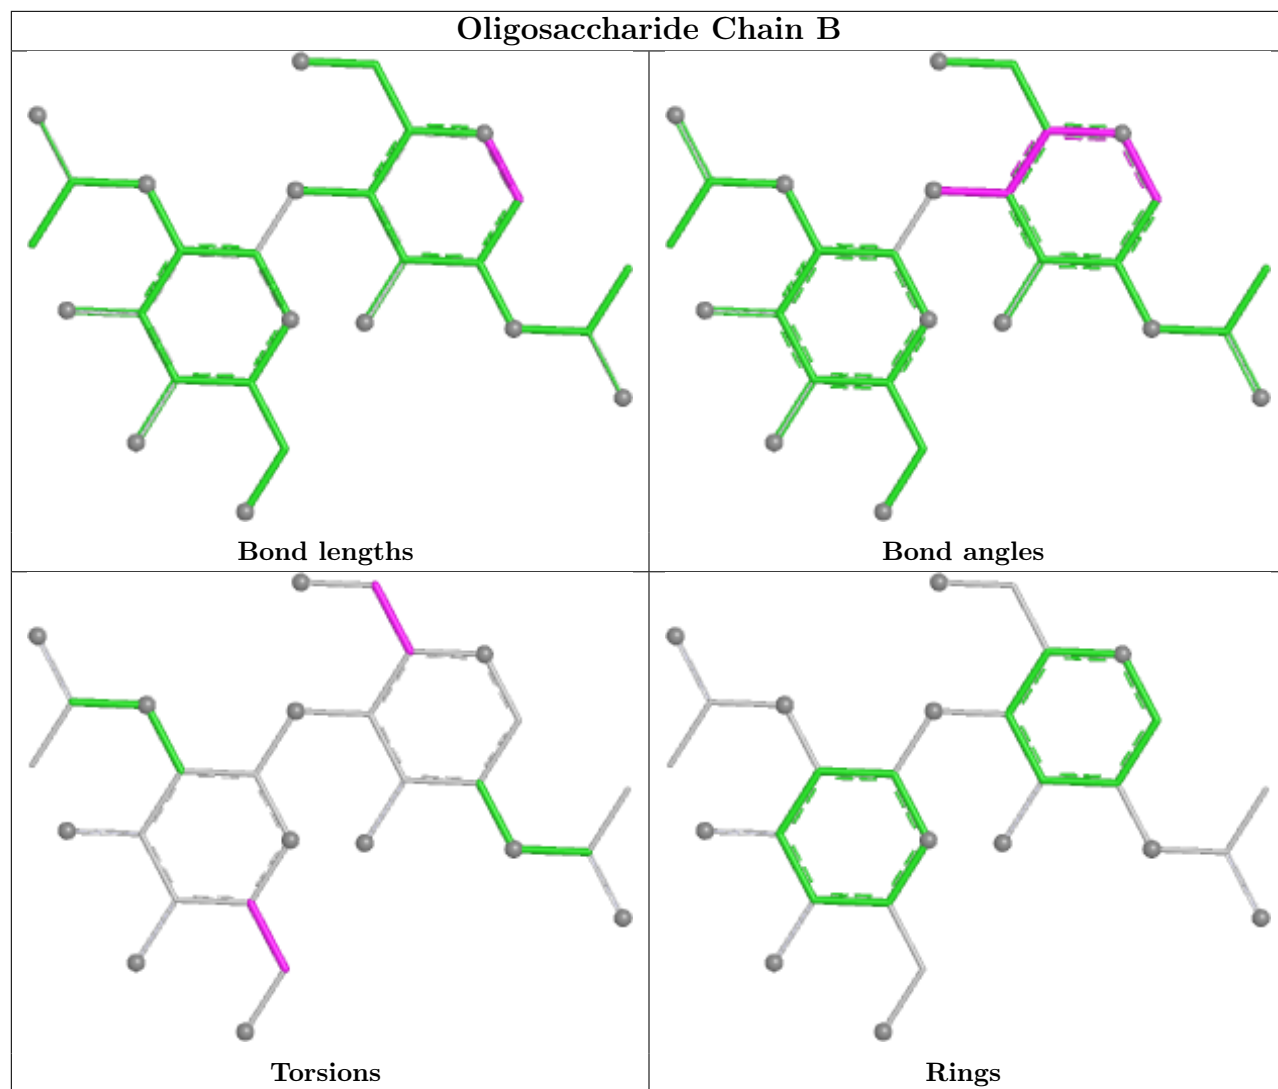 Oligosaccharide Chain B
Bond lengths
Bond angles
Torsions
Rings